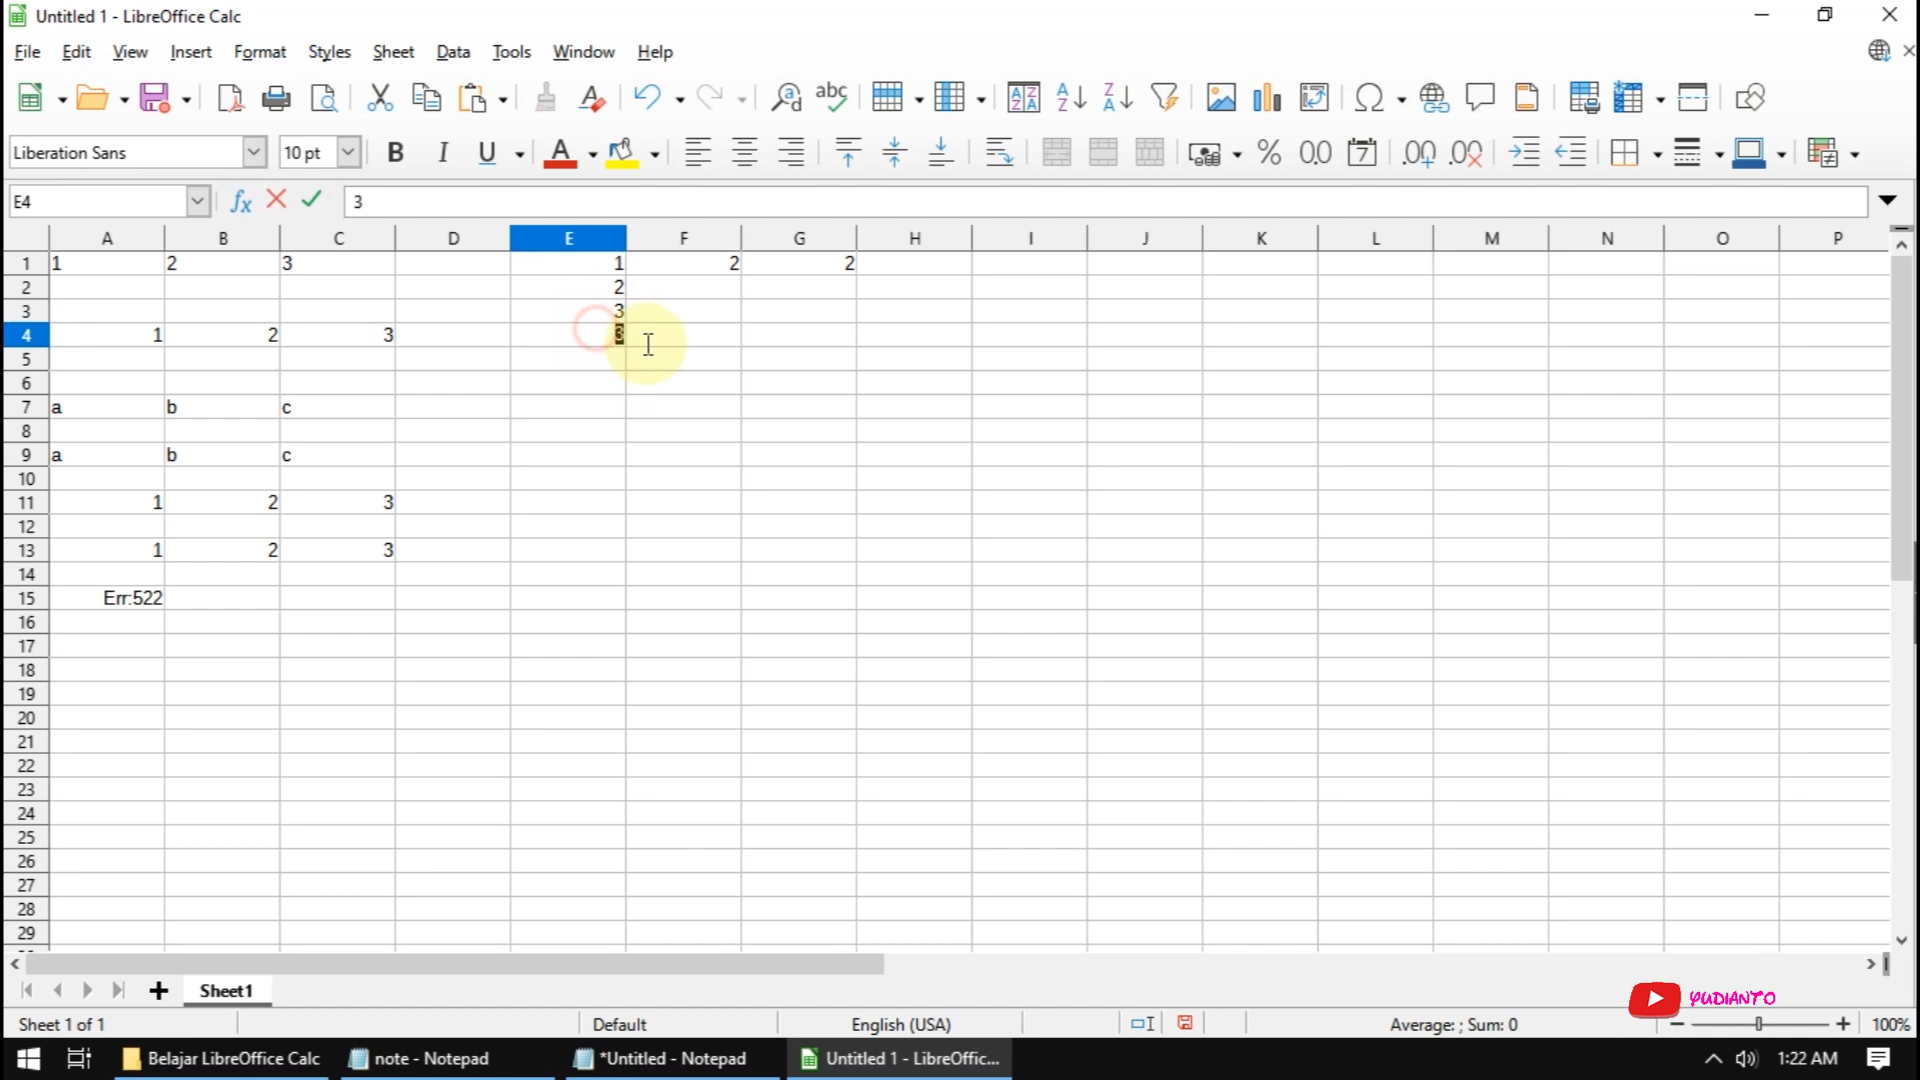 Untitled 1 - LibreOffice Calc
File Edit View Insert Format Styles Sheet Data Tools Window Help
Liberation Sans 10 pt
E4 3
A B C D E F G H I J K L M N O P
1 1 2 3 1 2 2
2 2
3 3
4 1 2 3 3
5
6
7 a b c
8
9 a b c
10
11 1 2 3
12
13 1 2 3
14
15 Err:522
16
17
18
19
20
21
22
23
24
25
26
27
28
29
Sheet1
YUDIANTO
Sheet 1 of 1 Default English (USA) Average: ; Sum: 0 100%
Belajar LibreOffice Calc note - Notepad *Untitled - Notepad Untitled 1 - LibreOffic... 1:22 AM